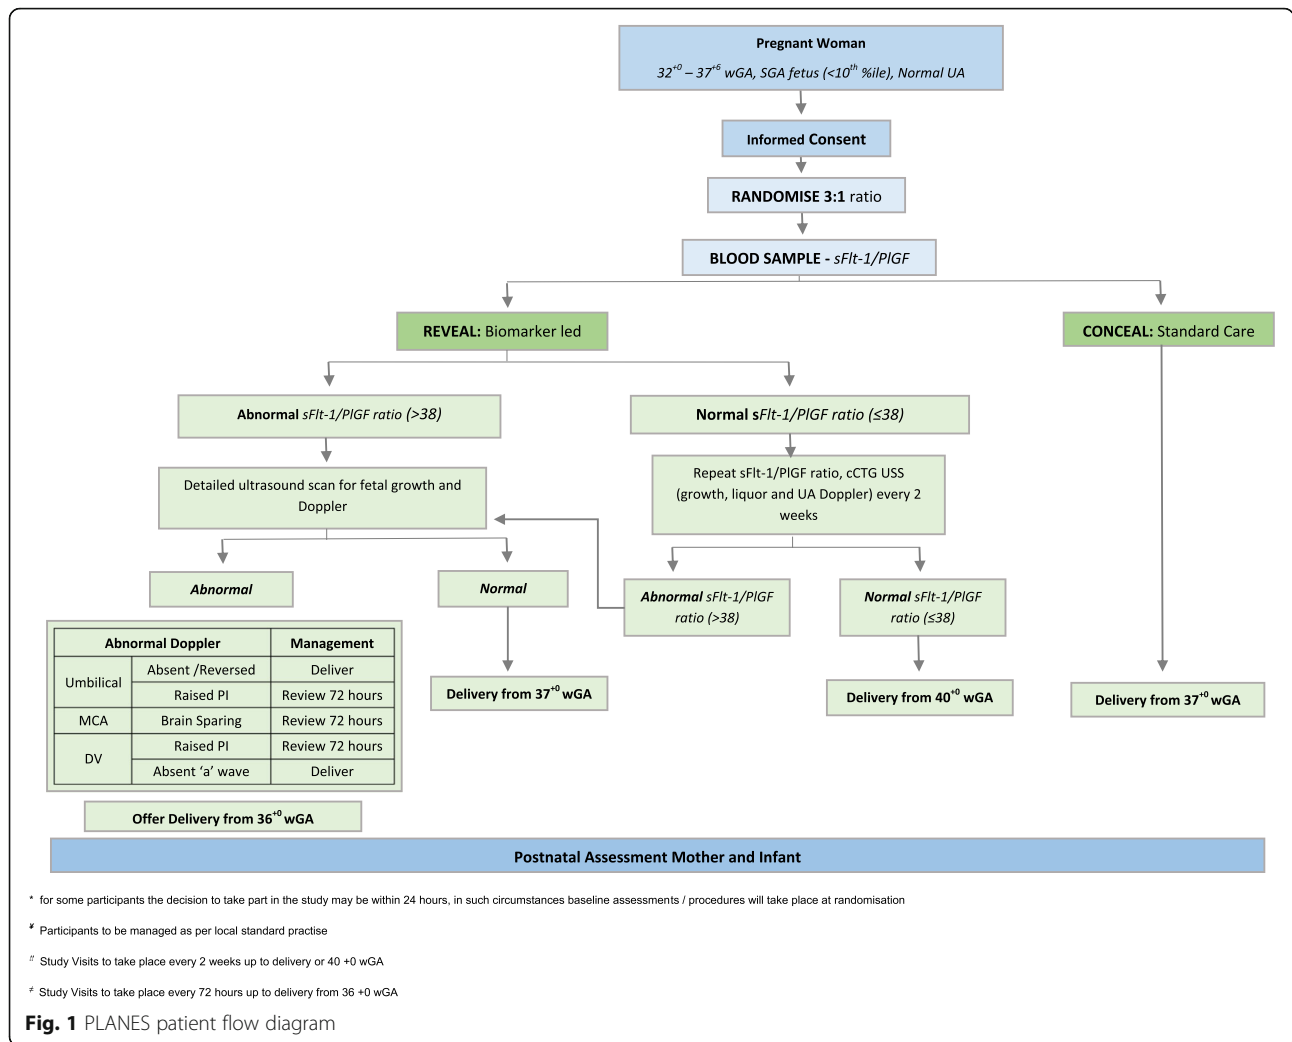 Pregnant Woman
32+0 – 37+6 wGA, SGA fetus (<10th %ile), Normal UA
Informed Consent
RANDOMISE 3:1 ratio
BLOOD SAMPLE - sFlt-1/PlGF
REVEAL: Biomarker led
CONCEAL: Standard Care
Abnormal sFlt-1/PlGF ratio (>38)
Normal sFlt-1/PlGF ratio (≤38)
Detailed ultrasound scan for fetal growth and
Doppler
Repeat sFlt-1/PlGF ratio, cCTG USS
(growth, liquor and UA Doppler) every 2
weeks
Abnormal
Normal
Abnormal sFlt-1/PlGF
ratio (>38)
Normal sFlt-1/PlGF
ratio (≤38)
Abnormal Doppler Management
Umbilical Absent /Reversed Deliver
Raised PI Review 72 hours
MCA Brain Sparing Review 72 hours
DV Raised PI Review 72 hours
Absent ‘a’ wave Deliver
Delivery from 37+0 wGA
Delivery from 40+0 wGA
Delivery from 37+0 wGA
Offer Delivery from 36+0 wGA
Postnatal Assessment Mother and Infant
* for some participants the decision to take part in the study may be within 24 hours, in such circumstances baseline assessments / procedures will take place at randomisation
¥ Participants to be managed as per local standard practise
// Study Visits to take place every 2 weeks up to delivery or 40 +0 wGA
≠ Study Visits to take place every 72 hours up to delivery from 36 +0 wGA
Fig. 1 PLANES patient flow diagram